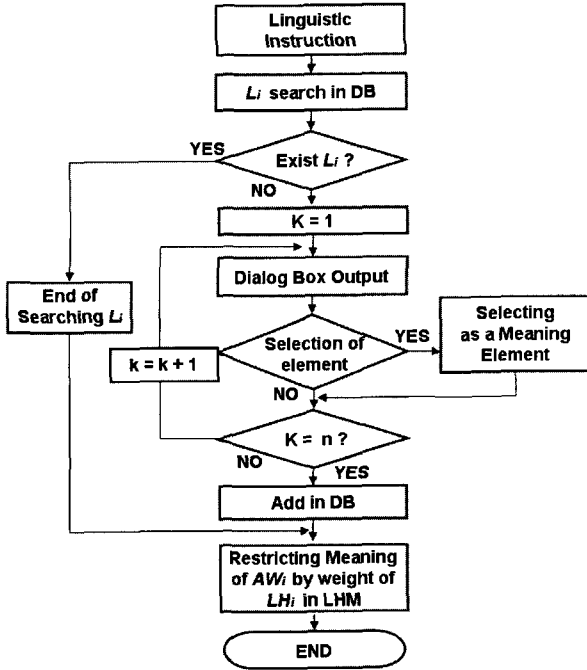 Linguistic
Instruction
Li search in DB
YES
Exist Li ?
NO
K = 1
Dialog Box Output
End of
Searching Li
Selecting
as a Meaning
Element
YES
Selection of
element
k = k + 1
NO
K = n ?
NO
YES
Add in DB
Restricting Meaning
of AWi by weight of
LHi in LHM
END